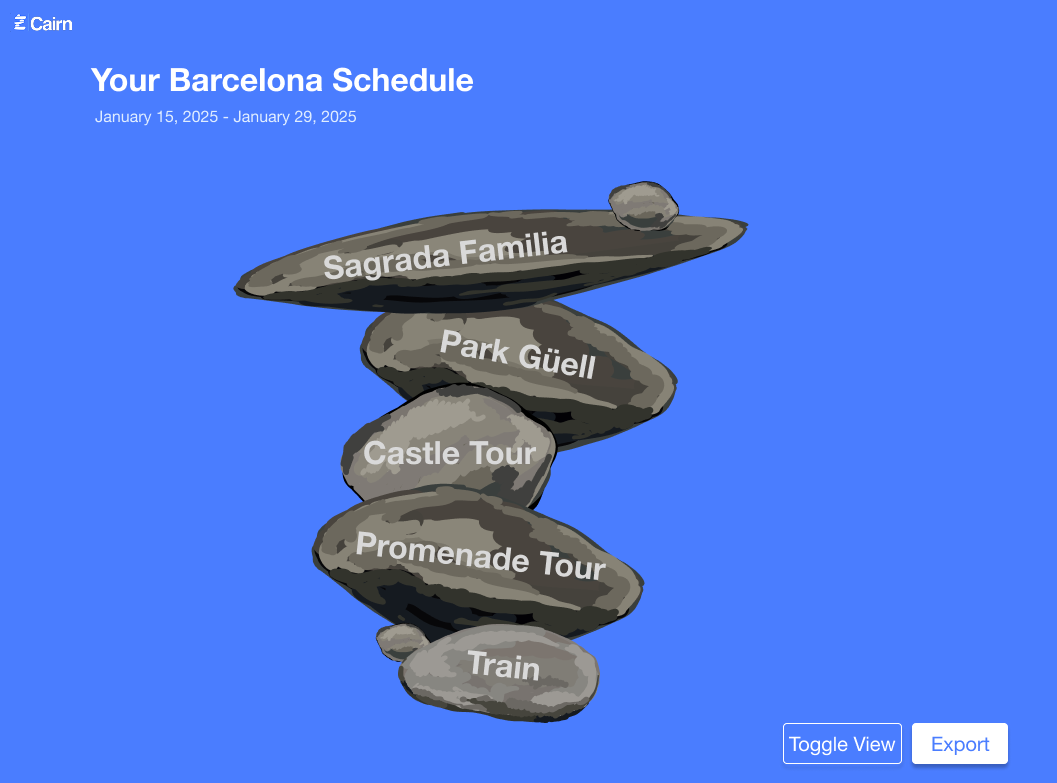 Cairn
Your Barcelona Schedule
January 15, 2025 - January 29, 2025
Sagrada Familia
Park Güell
Castle Tour
Promenade Tour
Train
Toggle View
Export